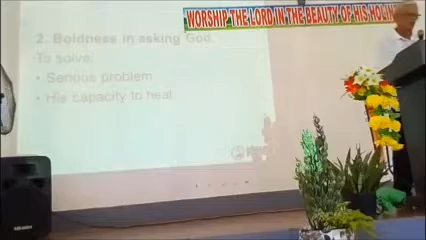 WORSHIP THE LORD IN THE BEAUTY OF HIS HOLIN
2. Boldness in asking God.
To solve:
• Serious problem
• His capacity to heal.